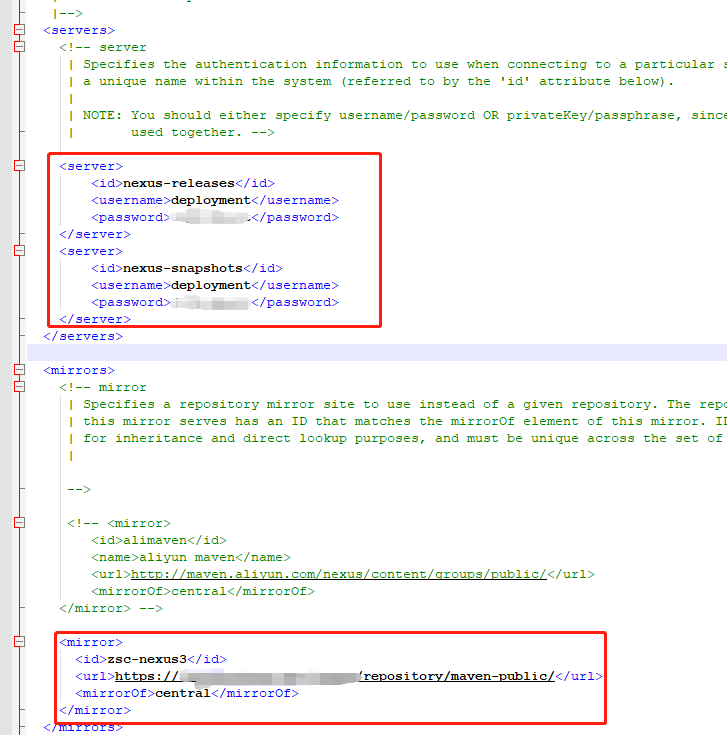 |-->
<servers>
<!-- server
| Specifies the authentication information to use when connecting to a particular s
| a unique name within the system (referred to by the 'id' attribute below).
|
| NOTE: You should either specify username/password OR privateKey/passphrase, since
|       used together. -->
<server>
<id>nexus-releases</id>
<username>deployment</username>
<password></password>
</server>
<server>
<id>nexus-snapshots</id>
<username>deployment</username>
<password></password>
</server>
</servers>
<mirrors>
<!-- mirror
| Specifies a repository mirror site to use instead of a given repository. The repo
| this mirror serves has an ID that matches the mirrorOf element of this mirror. ID
| for inheritance and direct lookup purposes, and must be unique across the set of
|
-->
<!-- <mirror>
<id>alimaven</id>
<name>aliyun maven</name>
<url>http://maven.aliyun.com/nexus/content/groups/public/</url>
<mirrorOf>central</mirrorOf>
</mirror> -->
<mirror>
<id>zsc-nexus3</id>
<url>https:///repository/maven-public/</url>
<mirrorOf>central</mirrorOf>
</mirror>
</mirrors>